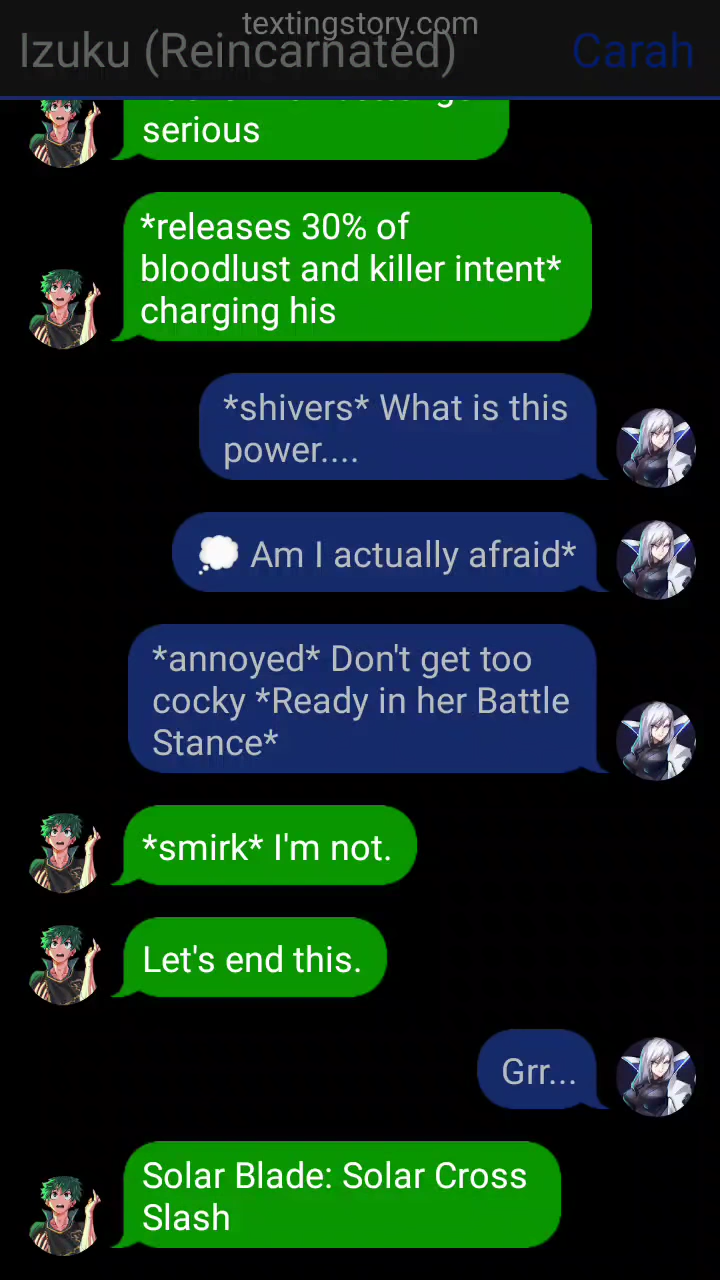 textingstory.com
Izuku (Reincarnated)
Carah
serious
*releases 30% of
bloodlust and killer intent*
charging his
*shivers* What is this
power....
💭 Am I actually afraid*
*annoyed* Don't get too
cocky *Ready in her Battle
Stance*
*smirk* I'm not.
Let's end this.
Grr...
Solar Blade: Solar Cross
Slash